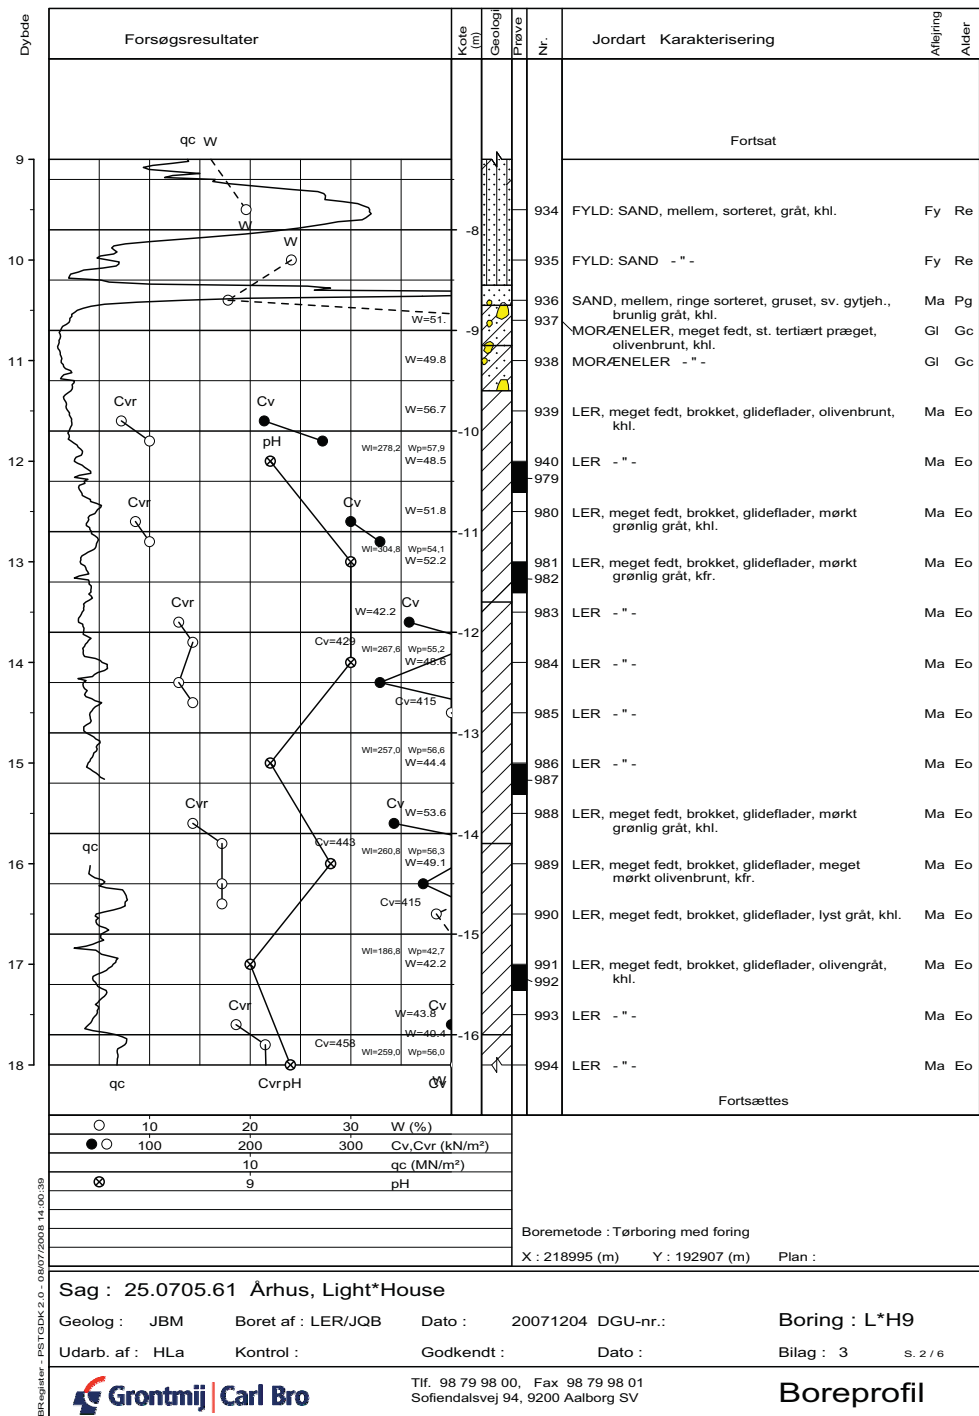 Dybde
Forsøgsresultater
Kote (m)
Geologi
Prøve
Nr.
Jordart Karakterisering
Aflejring
Alder
Fortsat
qc W
9
934 FYLD: SAND, mellem, sorteret, gråt, khl. Fy Re
W
-8
W
10
935 FYLD: SAND - " - Fy Re
936 SAND, mellem, ringe sorteret, gruset, sv. gytjeh., Ma Pg
brunlig gråt, khl.
W=51.
937 MORÆNELER, meget fedt, st. tertiært præget, Gl Gc
olivenbrunt, khl.
-9
11
W=49.8
938 MORÆNELER - " - Gl Gc
Cvr
Cv
W=56.7
939 LER, meget fedt, brokket, glideflader, olivenbrunt, Ma Eo
khl.
-10
pH
Wl=278,2 Wp=57,9
12
W=48.5
940 LER - " - Ma Eo
979
Cvr
Cv
W=51.8
980 LER, meget fedt, brokket, glideflader, mørkt Ma Eo
grønlig gråt, khl.
-11
Wl=304,8 Wp=54,1
13
W=52.2
981 LER, meget fedt, brokket, glideflader, mørkt Ma Eo
982 grønlig gråt, kfr.
Cvr
Cv
W=42.2
983 LER - " - Ma Eo
-12
Cv=429
Wl=267,6 Wp=55,2
14
W=48.6
984 LER - " - Ma Eo
Cv=415
985 LER - " - Ma Eo
-13
Wl=257,0 Wp=56,6
15
W=44.4
986 LER - " - Ma Eo
987
Cvr
Cv
W=53.6
988 LER, meget fedt, brokket, glideflader, mørkt Ma Eo
grønlig gråt, khl.
-14
qc
Cv=443
Wl=260,8 Wp=56,3
16
W=49.1
989 LER, meget fedt, brokket, glideflader, meget Ma Eo
mørkt olivenbrunt, kfr.
Cv=415
990 LER, meget fedt, brokket, glideflader, lyst gråt, khl. Ma Eo
-15
Wl=186,8 Wp=42,7
17
W=42.2
991 LER, meget fedt, brokket, glideflader, olivengråt, Ma Eo
992 khl.
Cvr
Cv
W=43.8
993 LER - " - Ma Eo
W=40.4
-16
Cv=458
Wl=259,0 Wp=56,0
18
994 LER - " - Ma Eo
qc
Cvr pH
Cv W
Fortsættes
10 20 30 W (%)
100 200 300 Cv,Cvr (kN/m²)
10 qc (MN/m²)
9 pH
Boremetode : Tørboring med foring
X : 218995 (m) Y : 192907 (m) Plan :
BRegister - PSTGDK 2.0 - 08/07/2008 14:00:39
Sag : 25.0705.61 Århus, Light*House
Geolog : JBM Boret af : LER/JQB Dato : 20071204 DGU-nr.: Boring : L*H9
Udarb. af : HLa Kontrol : Godkendt : Dato : Bilag : 3 S. 2 / 6
Grontmij | Carl Bro
Tlf. 98 79 98 00, Fax 98 79 98 01
Sofiendalsvej 94, 9200 Aalborg SV
Boreprofil